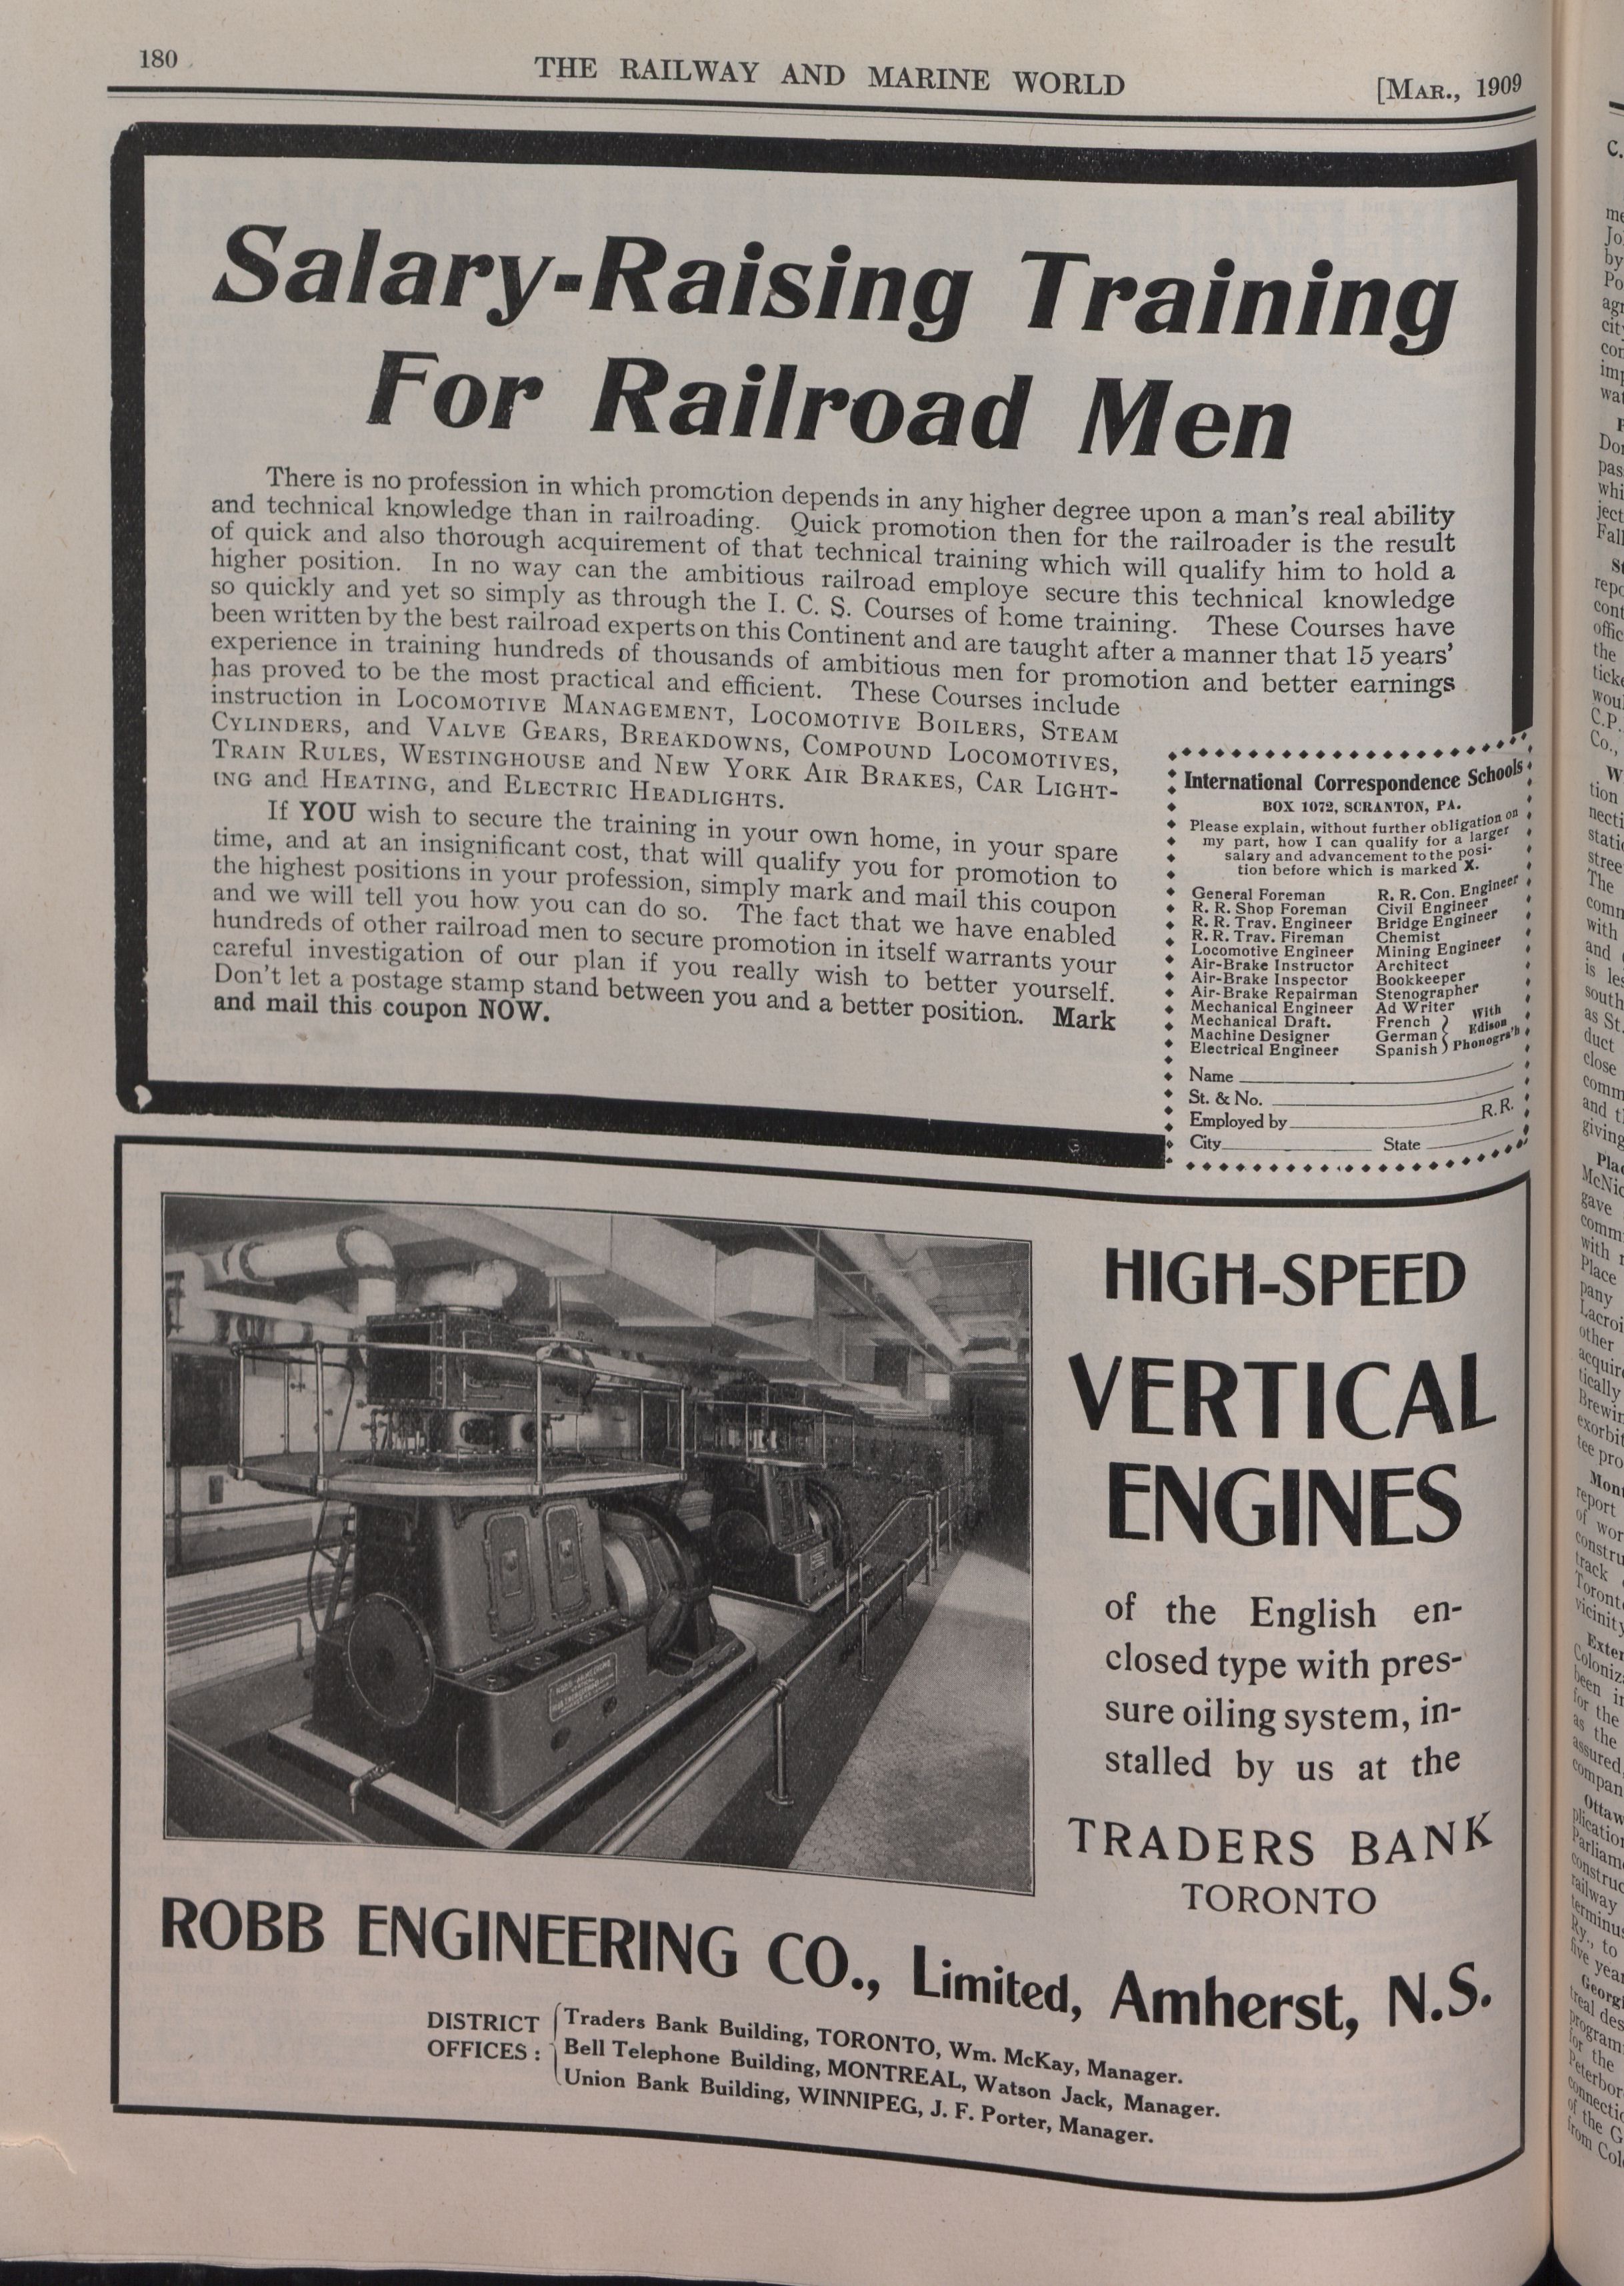 180
THE RAILWAY AND MARINE WORLD
[MAR., 1909
Salary-Raising Training
For Railroad Men
There is no profession in which promotion depends in any higher degree upon a man's real ability
and technical knowledge than in railroading. Quick promotion then for the railroader is the result
of quick and also thorough acquirement of that technical training which will qualify him to hold a
higher position. In no way can the ambitious railroad employe secure this technical knowledge
so quickly and yet so simply as through the I. C. S. Courses of home training. These Courses have
been written by the best railroad experts on this Continent and are taught after a manner that 15 years'
experience in training hundreds of thousands of ambitious men for promotion and better earnings
has proved to be the most practical and efficient. These Courses include
instruction in LOCOMOTIVE MANAGEMENT, LOCOMOTIVE BOILERS, STEAM
CYLINDERS, and VALVE GEARS, BREAKDOWNS, COMPOUND LOCOMOTIVES,
TRAIN RULES, WESTINGHOUSE and NEW YORK AIR BRAKES, CAR LIGHT-
ING and HEATING, and ELECTRIC HEADLIGHTS.
If YOU wish to secure the training in your own home, in your spare
time, and at an insignificant cost, that will qualify you for promotion to
the highest positions in your profession, simply mark and mail this coupon
and we will tell you how you can do so. The fact that we have enabled
hundreds of other railroad men to secure promotion in itself warrants your
careful investigation of our plan if you really wish to better yourself.
Don't let a postage stamp stand between you and a better position. Mark
and mail this coupon NOW.
International Correspondence Schools
BOX 1072, SCRANTON, PA.
Please explain, without further obligation on
my part, how I can qualify for a larger
salary and advancement to the posi-
tion before which is marked X.
General Foreman
R. R. Shop Foreman
R. R. Trav. Engineer
R. R. Trav. Fireman
Locomotive Engineer
Air-Brake Instructor
Air-Brake Inspector
Air-Brake Repairman
Mechanical Engineer
Mechanical Draft.
Machine Designer
Electrical Engineer
R. R. Con. Engineer
Civil Engineer
Bridge Engineer
Chemist
Mining Engineer
Architect
Bookkeeper
Stenographer
Ad Writer
French
German
Spanish
With
Edison
Phonogra'h
Name
St. & No.
Employed by R.R.
City State
HIGH-SPEED
VERTICAL
ENGINES
of the English en-
closed type with pres-
sure oiling system, in-
stalled by us at the
TRADERS BANK
TORONTO
ROBB ENGINEERING CO., Limited, Amherst, N.S.
DISTRICT
OFFICES :
Traders Bank Building, TORONTO, Wm. McKay, Manager.
Bell Telephone Building, MONTREAL, Watson Jack, Manager.
Union Bank Building, WINNIPEG, J. F. Porter, Manager.